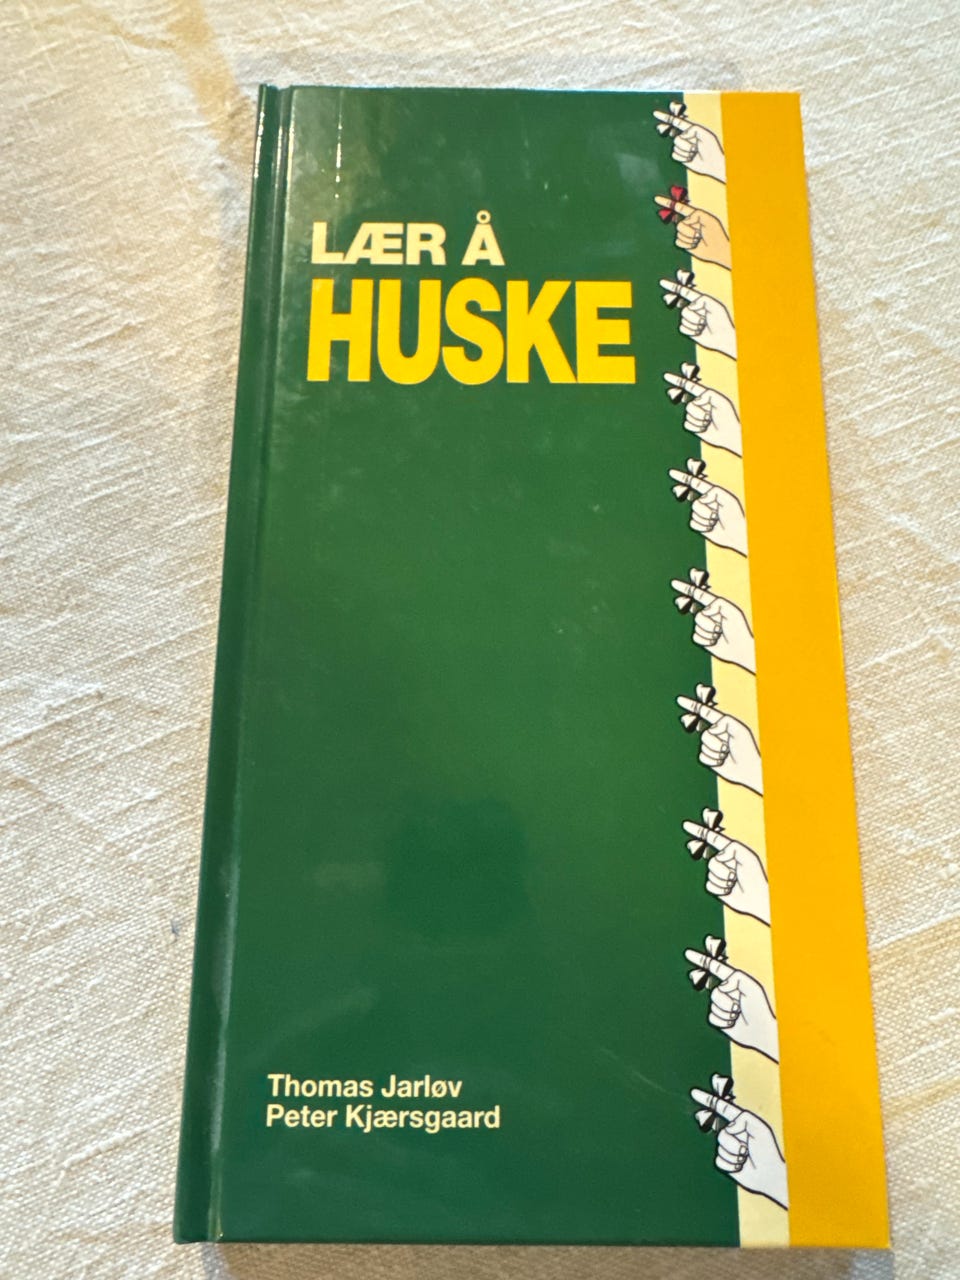 LÆR Å
HUSKE
Thomas Jarløv
Peter Kjærsgaard